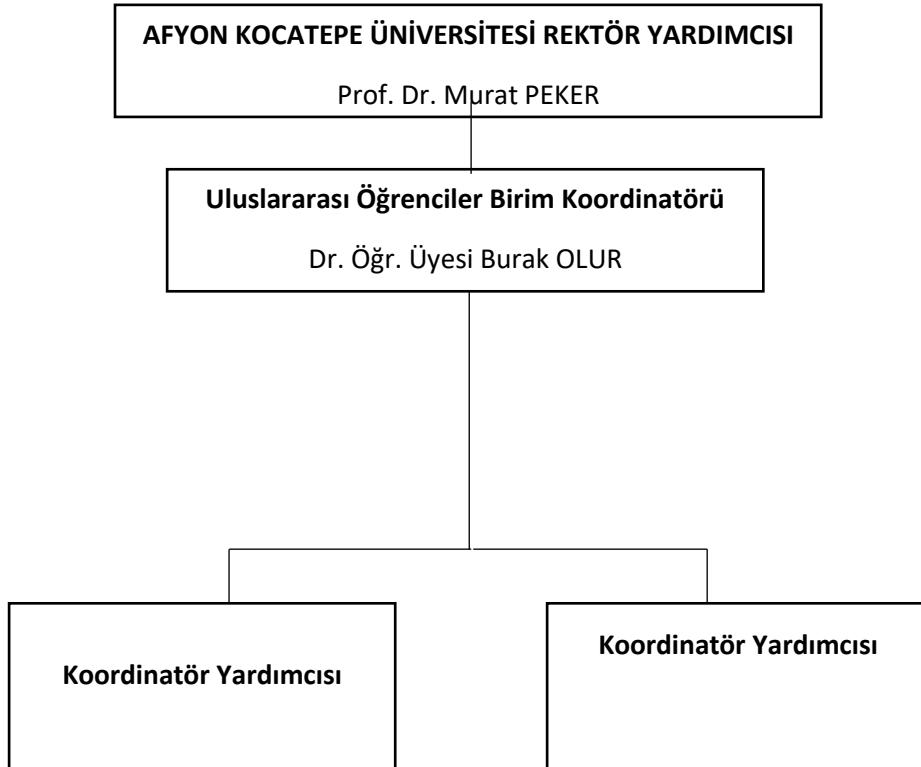 AFYON KOCATEPE ÜNİVERSİTESİ REKTÖR YARDIMCISI
Prof. Dr. Murat PEKER
Uluslararası Öğrenciler Birim Koordinatörü
Dr. Öğr. Üyesi Burak OLUR
Koordinatör Yardımcısı
Koordinatör Yardımcısı